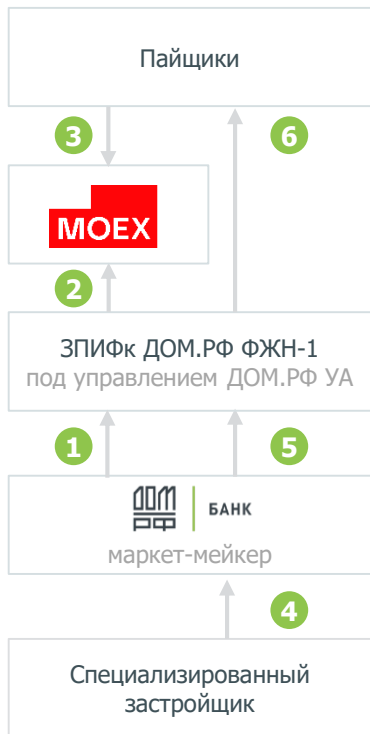 Пайщики
3
6
MOEX
2
ЗПИФк ДОМ.РФ ФЖН-1
под управлением ДОМ.РФ УА
1
5
ДОМ
РФ
БАНК
маркет-мейкер
4
Специализированный
застройщик